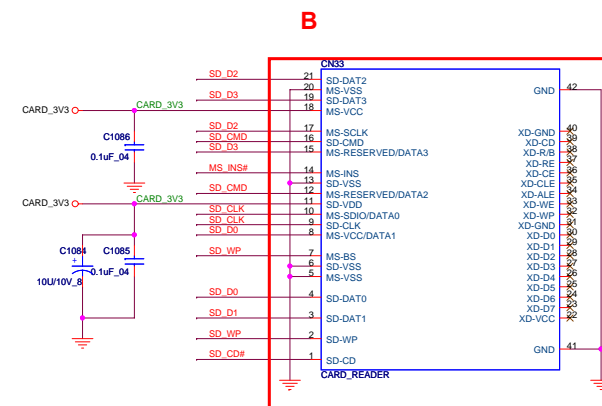 B
CN33
SD_D2 21 SD-DAT2
20 MS-VSS GND 42
SD_D3 19 SD-DAT3
CARD_3V3 CARD_3V3 18 MS-VCC
SD_D2 17 MS-SCLK XD-GND 40
SD_CMD 16 SD-CMD XD-CD 39
SD_D3 15 MS-RESERVED/DATA3 XD-R/B 38
XD-RE 37
MS_INS# 14 MS-INS XD-CE 36
13 SD-VSS XD-CLE 35
SD_CMD 12 MS-RESERVED/DATA2 XD-ALE 34
CARD_3V3 CARD_3V3 11 SD-VDD XD-WE 33
SD_CLK 10 MS-SDIO/DATA0 XD-WP 32
SD_CLK 9 SD-CLK XD-GND 31
SD_D0 8 MS-VCC/DATA1 XD-D0 30
XD-D1 29
SD_WP 7 MS-BS XD-D2 28
6 SD-VSS XD-D3 27
5 MS-VSS XD-D4 26
XD-D5 25
SD_D0 4 SD-DAT0 XD-D6 24
XD-D7 23
SD_D1 3 SD-DAT1 XD-VCC 22
SD_WP 2 SD-WP
GND 41
SD_CD# 1 SD-CD
CARD_READER
C1086
0.1uF_04
C1084
+
10U/10V_8
C1085
0.1uF_04